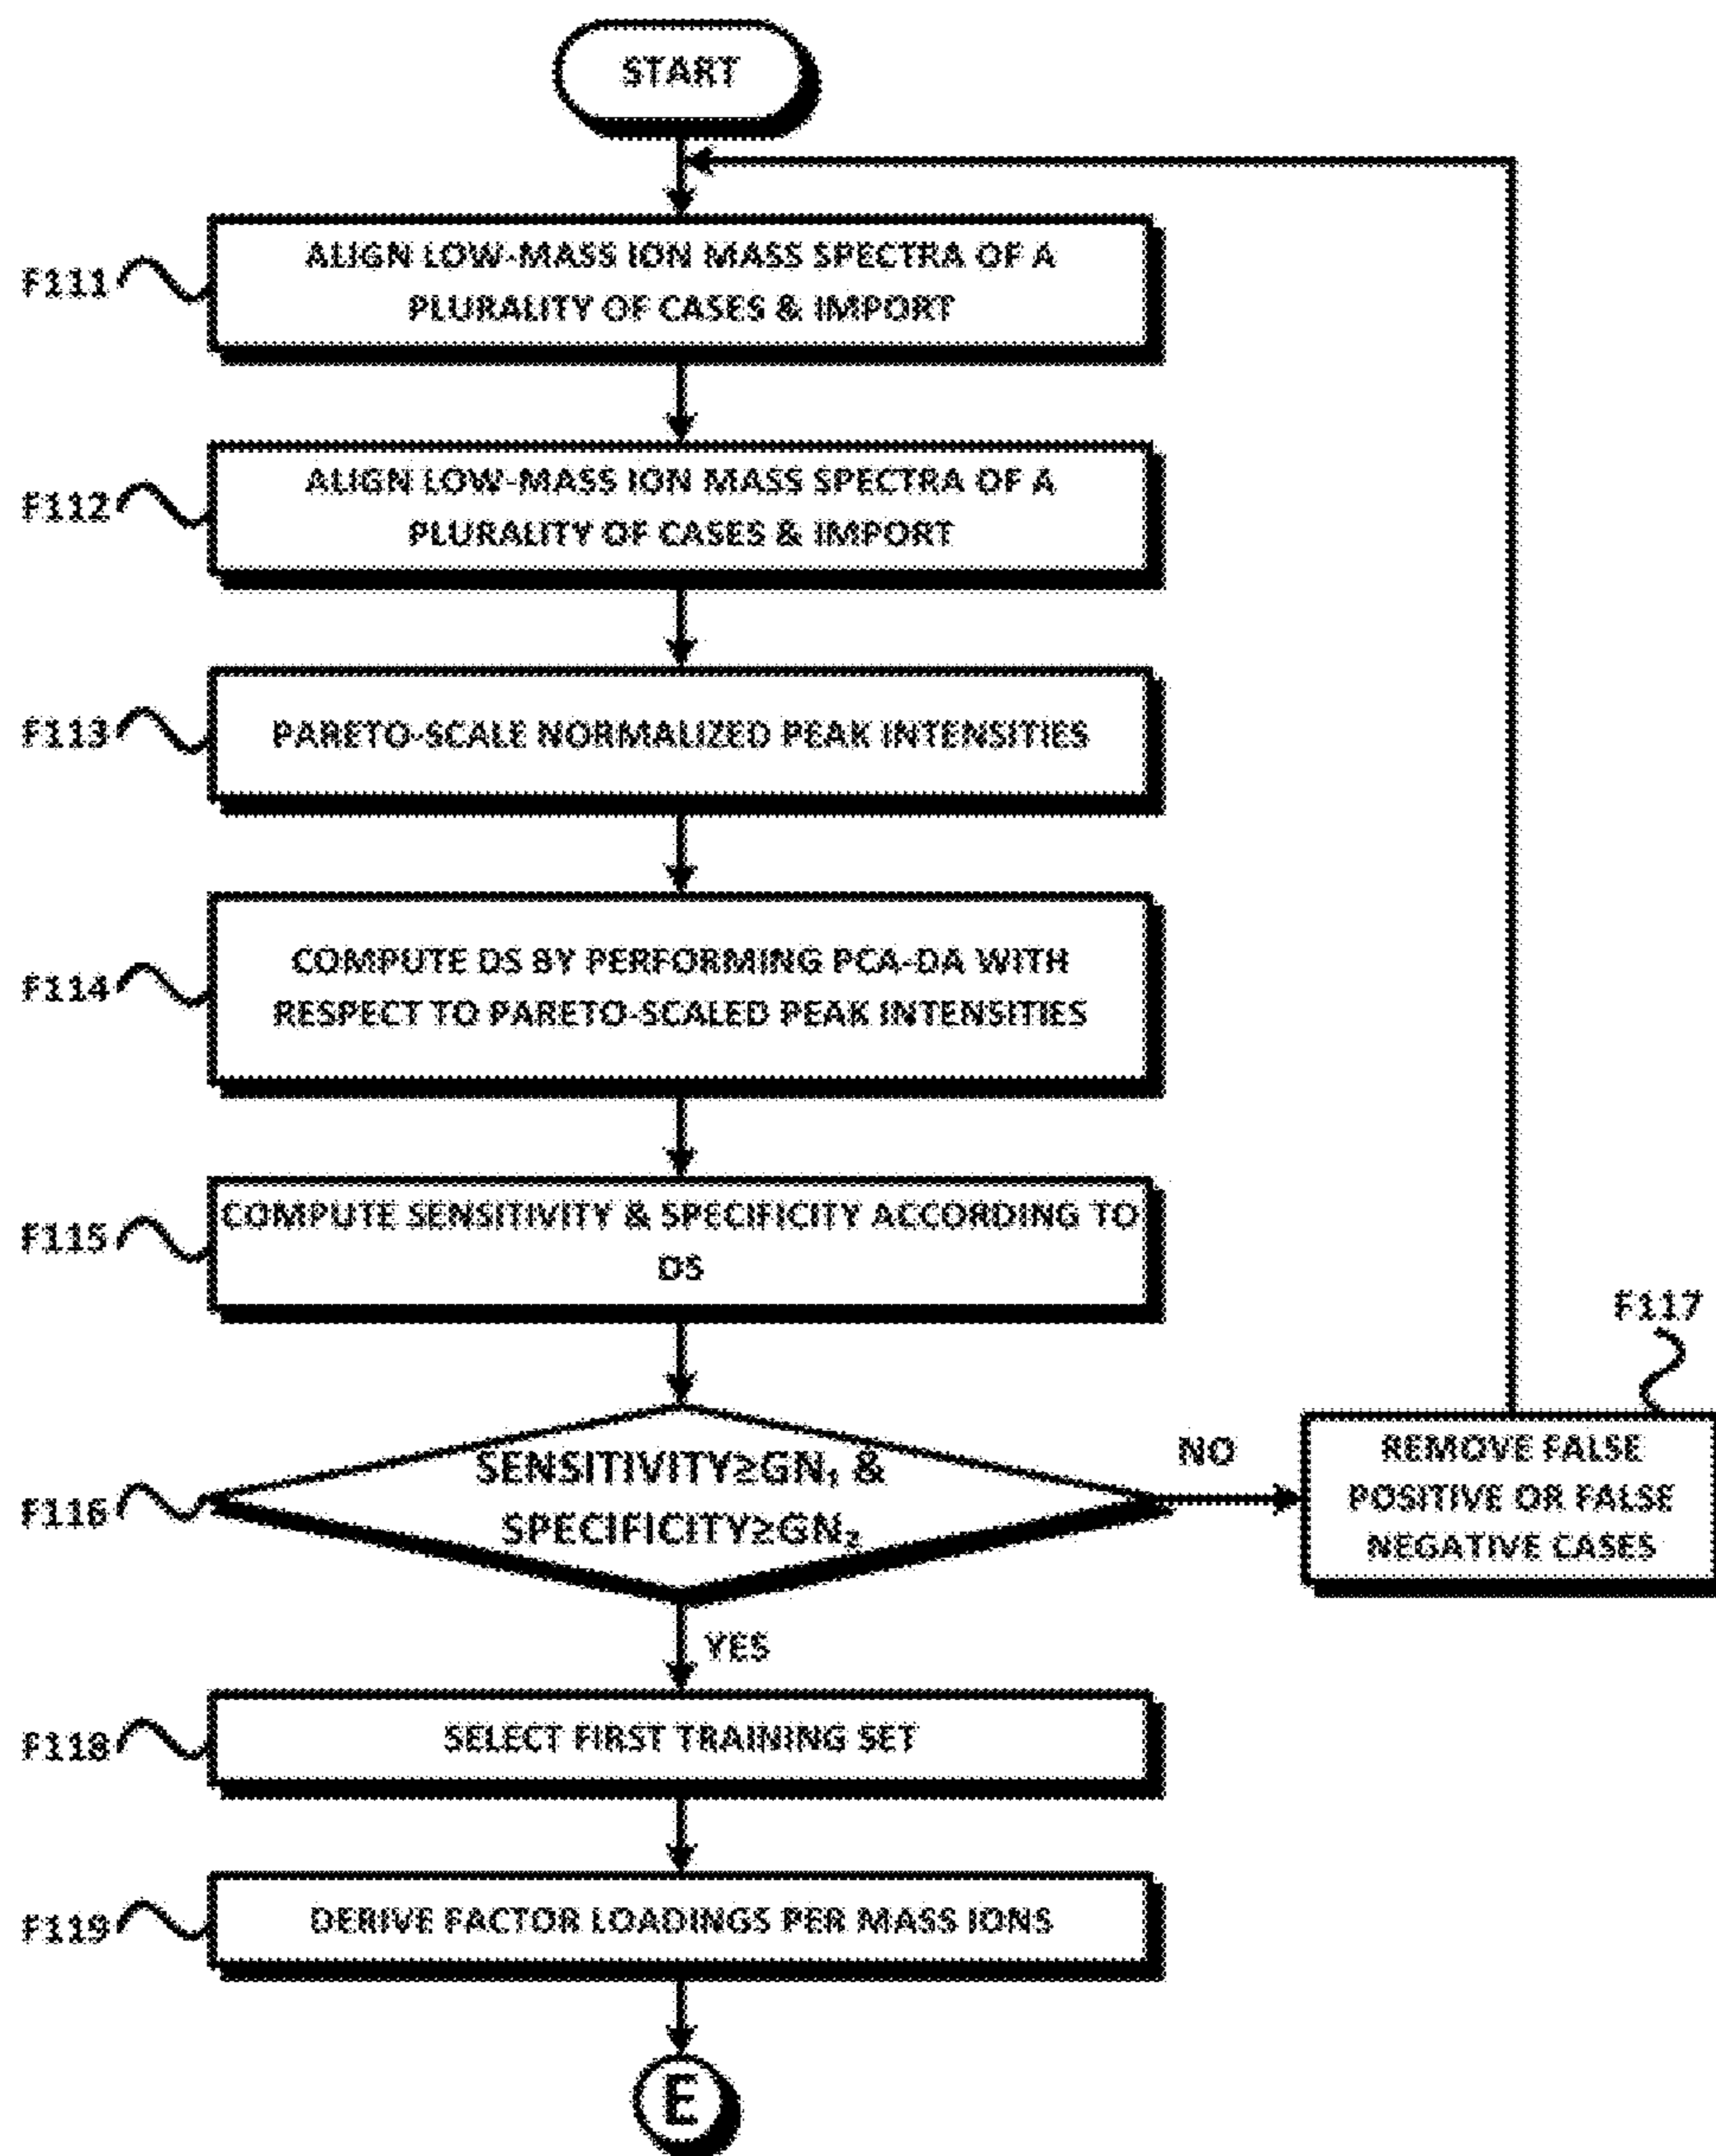 START
F111
ALIGN LOW-MASS ION MASS SPECTRA OF A
PLURALITY OF CASES & IMPORT
F112
ALIGN LOW-MASS ION MASS SPECTRA OF A
PLURALITY OF CASES & IMPORT
F113
PARETO-SCALE NORMALIZED PEAK INTENSITIES
F114
COMPUTE DS BY PERFORMING PCA-DA WITH
RESPECT TO PARETO-SCALED PEAK INTENSITIES
F115
COMPUTE SENSITIVITY & SPECIFICITY ACCORDING TO
DS
F116
SENSITIVITY≥GN₁ &
SPECIFICITY≥GN₂
NO
F117
REMOVE FALSE
POSITIVE OR FALSE
NEGATIVE CASES
YES
F118
SELECT FIRST TRAINING SET
F119
DERIVE FACTOR LOADINGS PER MASS IONS
E